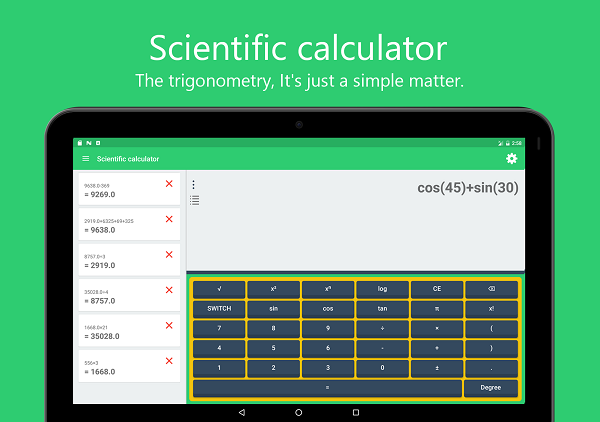 Scientific calculator
The trigonometry, It's just a simple matter.
2:58
Scientific calculator
9638.0-369
= 9269.0
2919.0+6325+69+325
= 9638.0
8757.0÷3
= 2919.0
35028.0÷4
= 8757.0
1668.0×21
= 35028.0
556×3
= 1668.0
cos(45)+sin(30)
√ x² xⁿ log CE
SWITCH sin cos tan π x!
7 8 9 ÷ × (
4 5 6 - + )
1 2 3 0 ± .
= Degree